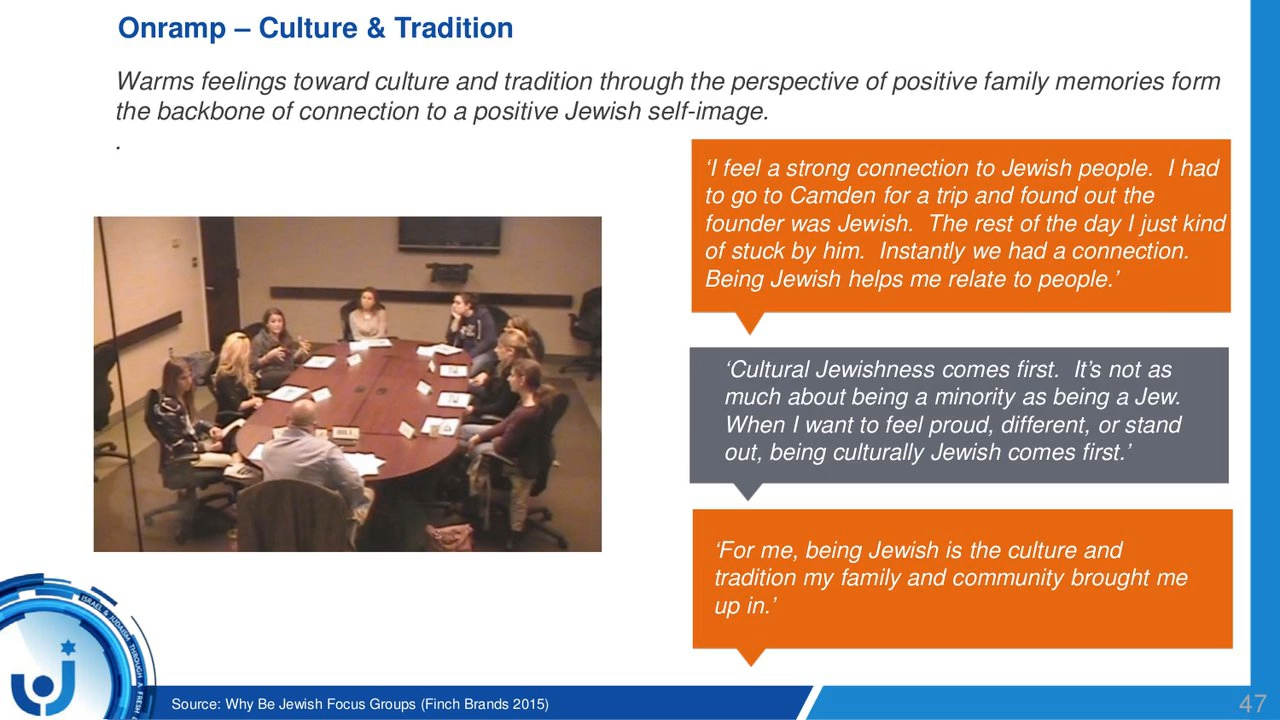 Onramp – Culture & Tradition
Warms feelings toward culture and tradition through the perspective of positive family memories form
the backbone of connection to a positive Jewish self-image.
.
‘I feel a strong connection to Jewish people.  I had
to go to Camden for a trip and found out the
founder was Jewish.  The rest of the day I just kind
of stuck by him.  Instantly we had a connection.
Being Jewish helps me relate to people.’
‘Cultural Jewishness comes first.  It’s not as
much about being a minority as being a Jew.
When I want to feel proud, different, or stand
out, being culturally Jewish comes first.’
‘For me, being Jewish is the culture and
tradition my family and community brought me
up in.’
ISRAEL & JUDAISM THROUGH A FRESH
Source: Why Be Jewish Focus Groups (Finch Brands 2015)
47